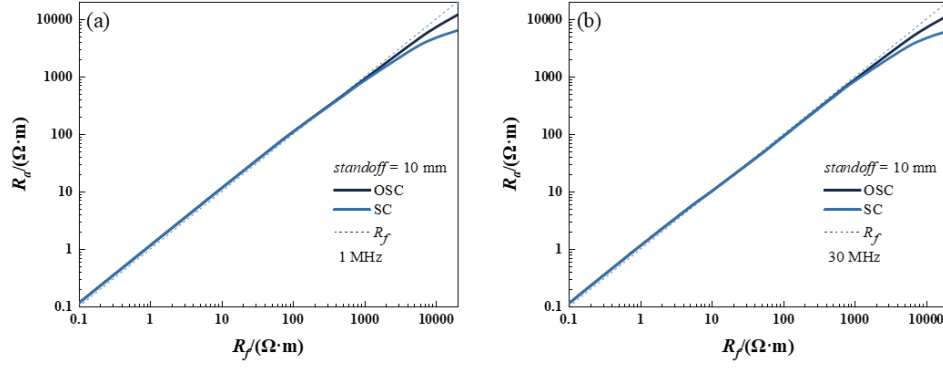 (a)
10000
1000
100
10
1
0.1
R_a/(Ω·m)
standoff = 10 mm
OSC
SC
R_f
1 MHz
0.1 1 10 100 1000 10000
R_f/(Ω·m)
(b)
10000
1000
100
10
1
0.1
R_a/(Ω·m)
standoff = 10 mm
OSC
SC
R_f
30 MHz
0.1 1 10 100 1000 10000
R_f/(Ω·m)